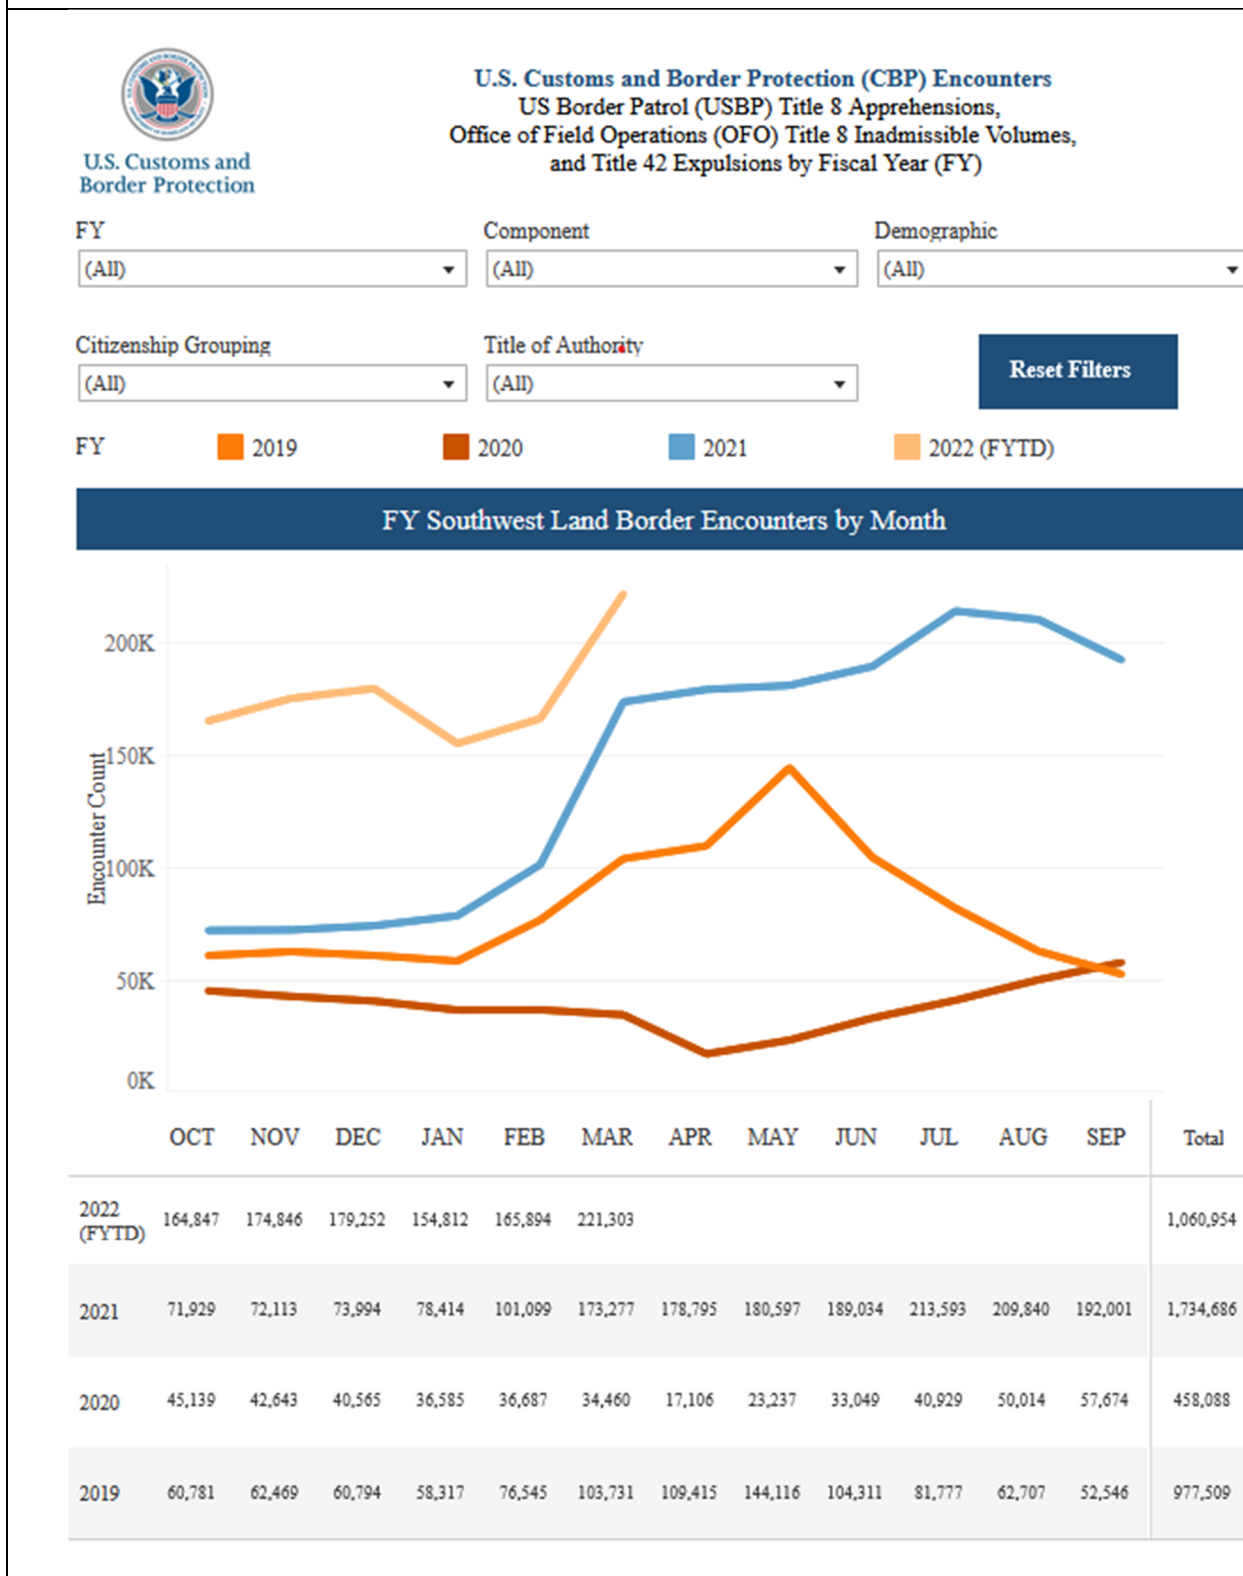 U.S. Customs and Border Protection (CBP) Encounters
US Border Patrol (USBP) Title 8 Apprehensions,
Office of Field Operations (OFO) Title 8 Inadmissible Volumes,
and Title 42 Expulsions by Fiscal Year (FY)
U.S. Customs and
Border Protection
FY Component Demographic
(All) (All) (All)
Citizenship Grouping Title of Authority
(All) (All)
Reset Filters
FY 2019 2020 2021 2022 (FYTD)
FY Southwest Land Border Encounters by Month
Encounter Count
200K
150K
100K
50K
0K
OCT NOV DEC JAN FEB MAR APR MAY JUN JUL AUG SEP Total
2022 (FYTD) 164,847 174,846 179,252 154,812 165,894 221,303 1,060,954
2021 71,929 72,113 73,994 78,414 101,099 173,277 178,795 180,597 189,034 213,593 209,840 192,001 1,734,686
2020 45,139 42,643 40,565 36,585 36,687 34,460 17,106 23,237 33,049 40,929 50,014 57,674 458,088
2019 60,781 62,469 60,794 58,317 76,545 103,731 109,415 144,116 104,311 81,777 62,707 52,546 977,509